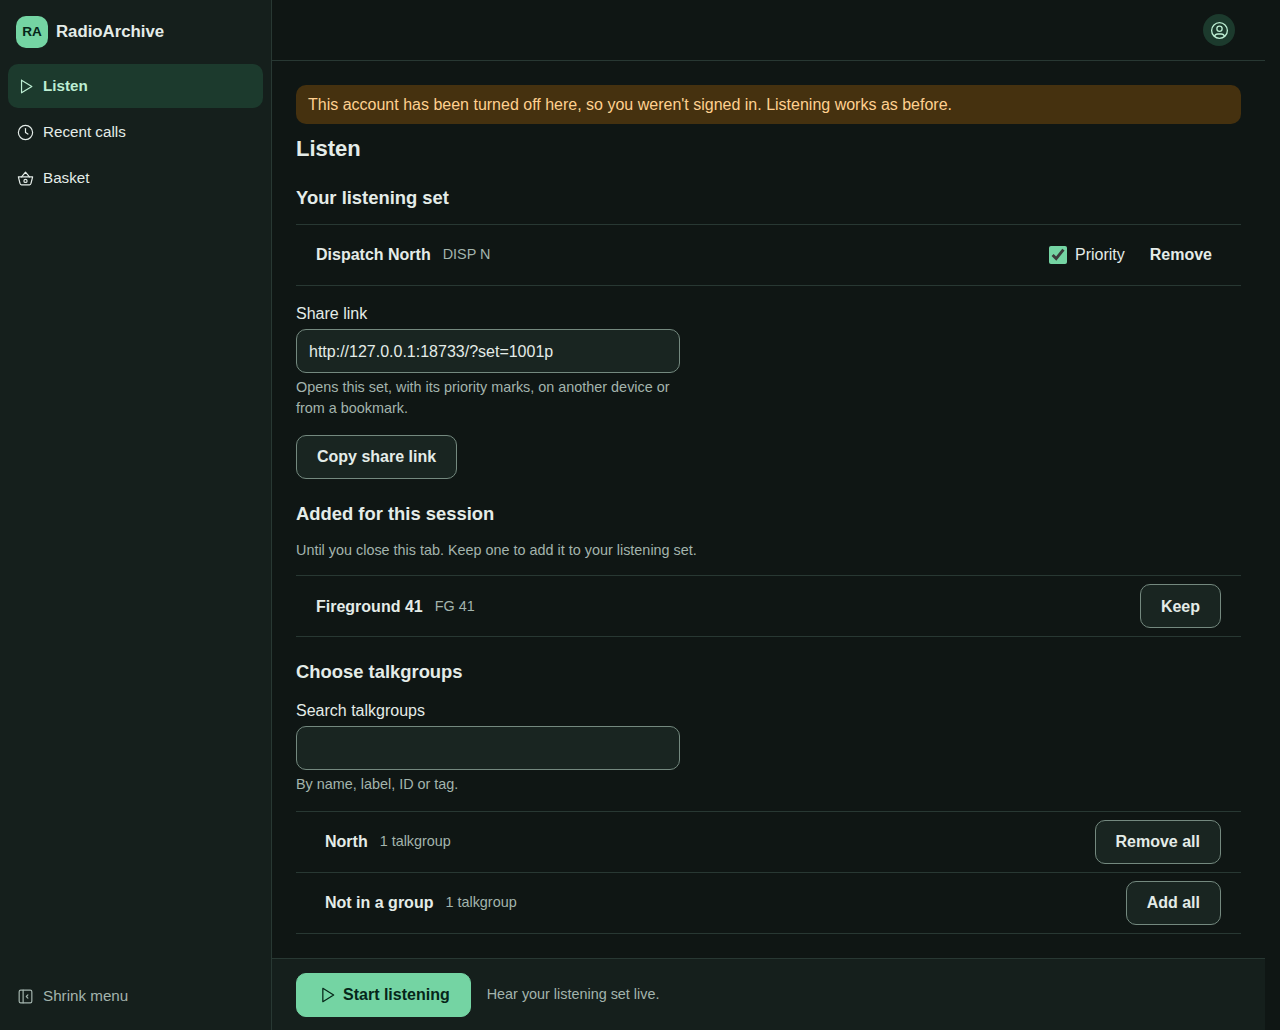 RA RadioArchive
Listen
Recent calls
Basket
Shrink menu
This account has been turned off here, so you weren't signed in. Listening works as before.
Listen
Your listening set
Dispatch North DISP N Priority Remove
Share link
http://127.0.0.1:18733/?set=1001p
Opens this set, with its priority marks, on another device or
from a bookmark.
Copy share link
Added for this session
Until you close this tab. Keep one to add it to your listening set.
Fireground 41 FG 41 Keep
Choose talkgroups
Search talkgroups
By name, label, ID or tag.
North 1 talkgroup Remove all
Not in a group 1 talkgroup Add all
Start listening Hear your listening set live.